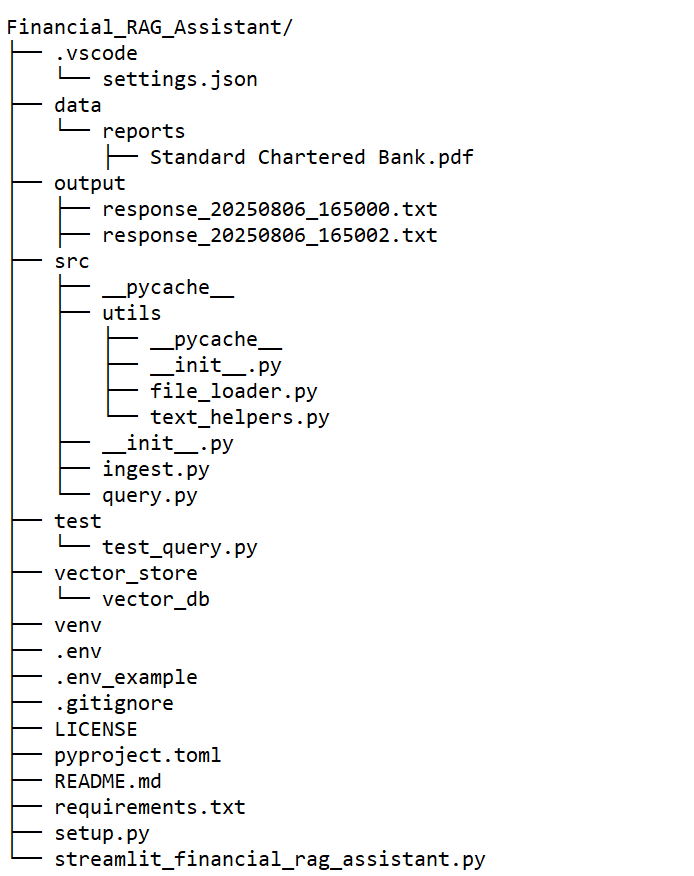 Financial_RAG_Assistant/
├── .vscode
│   └── settings.json
├── data
│   └── reports
│       ├── Standard Chartered Bank.pdf
├── output
│   ├── response_20250806_165000.txt
│   ├── response_20250806_165002.txt
├── src
│   ├── __pycache__
│   ├── utils
│   │   ├── __pycache__
│   │   ├── __init__.py
│   │   ├── file_loader.py
│   │   └── text_helpers.py
│   ├── __init__.py
│   ├── ingest.py
│   └── query.py
├── test
│   └── test_query.py
├── vector_store
│   └── vector_db
├── venv
├── .env
├── .env_example
├── .gitignore
├── LICENSE
├── pyproject.toml
├── README.md
├── requirements.txt
├── setup.py
└── streamlit_financial_rag_assistant.py